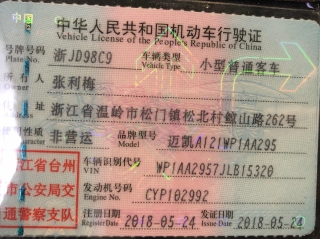 中国
中华人民共和国机动车行驶证
Vehicle License of the People's Republic of China
号牌号码 浙JD98C9 车辆类型 小型普通客车
Plate No. Vehicle Type
所有人 张利梅
住址 浙江省温岭市松门镇松北村鲸山路262号
使用性质 非营运 品牌型号 迈凯A121WP1AA295
浙江省台州市公安局交通警察支队
车辆识别代号 WP1AA2957JLB15320
VIN
发动机号码 CYP102992
Engine No.
注册日期 2018-05-24 发证日期 2018-05-24
Register Date Issue Date